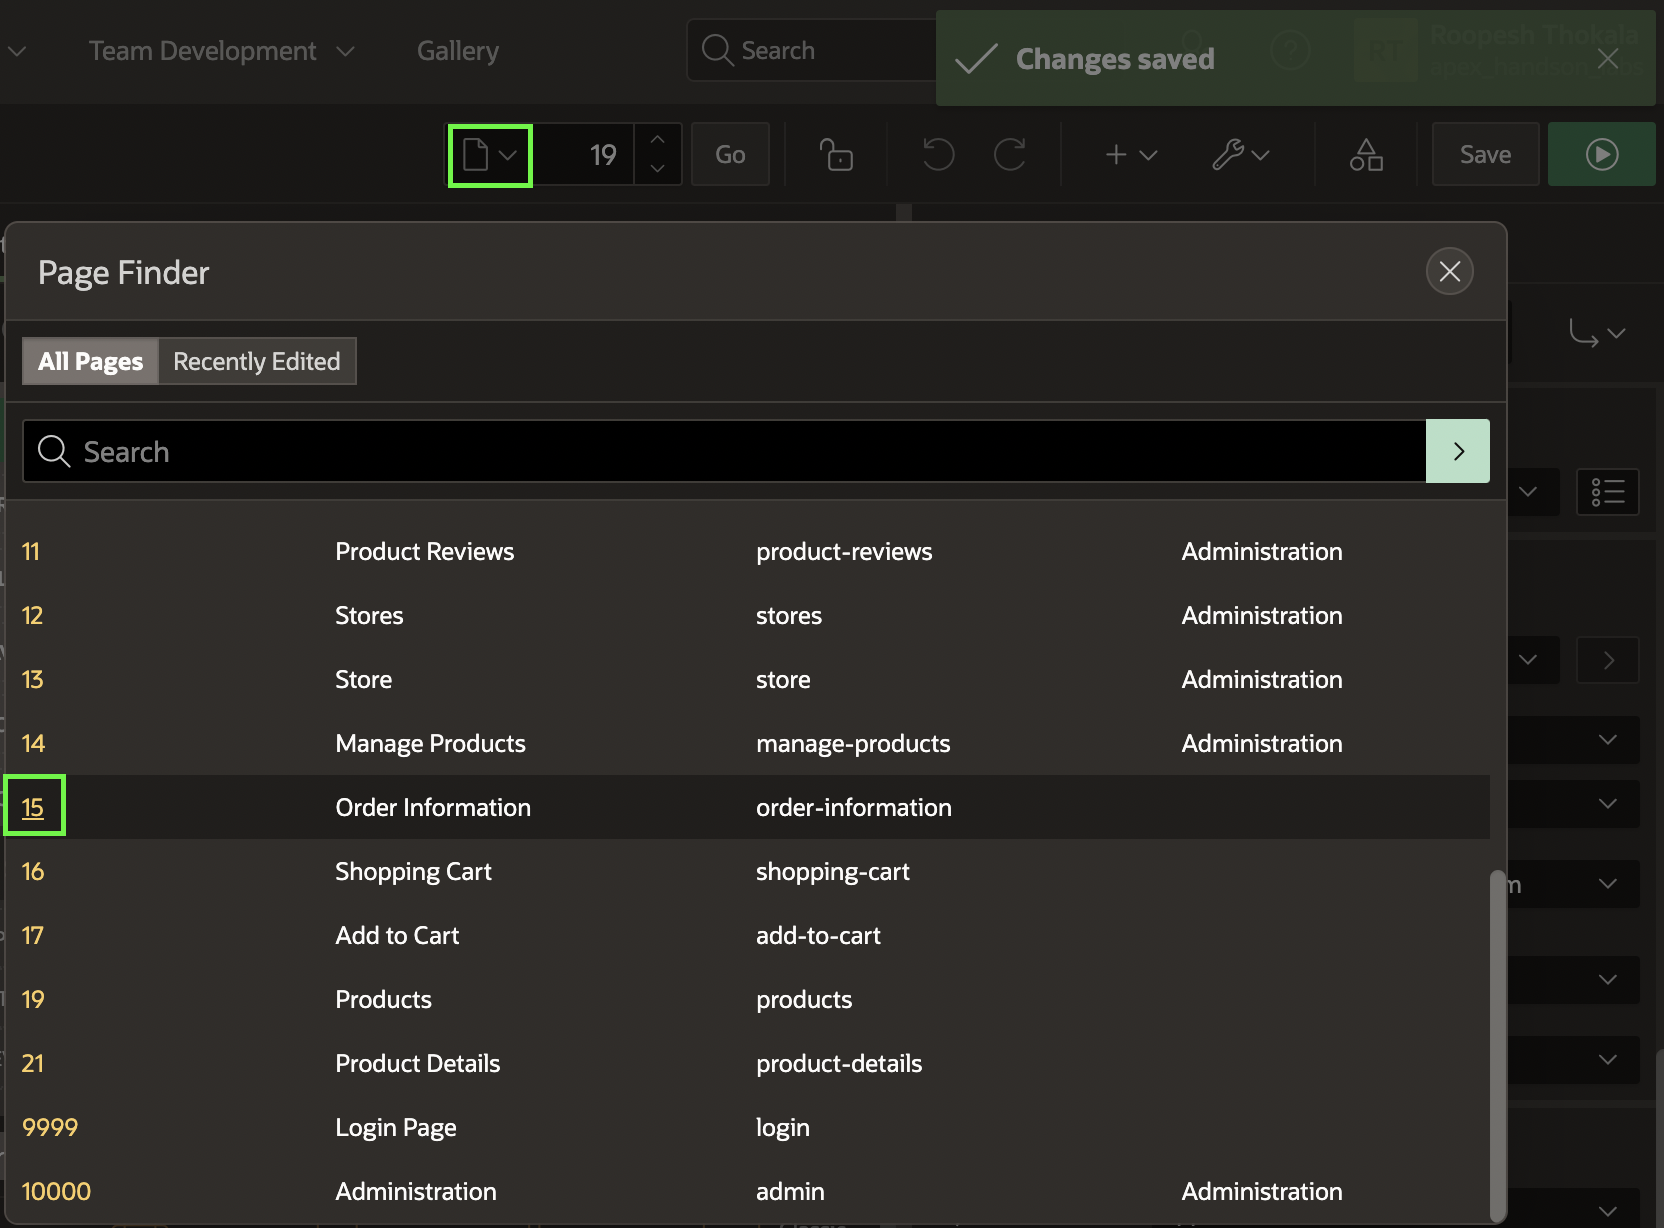 Team Development
Gallery
Search
Changes saved
Roopesh Thokala
19
Go
Save
Page Finder
All Pages
Recently Edited
Search
11 Product Reviews product-reviews Administration
12 Stores stores Administration
13 Store store Administration
14 Manage Products manage-products Administration
15 Order Information order-information
16 Shopping Cart shopping-cart
17 Add to Cart add-to-cart
19 Products products
21 Product Details product-details
9999 Login Page login
10000 Administration admin Administration